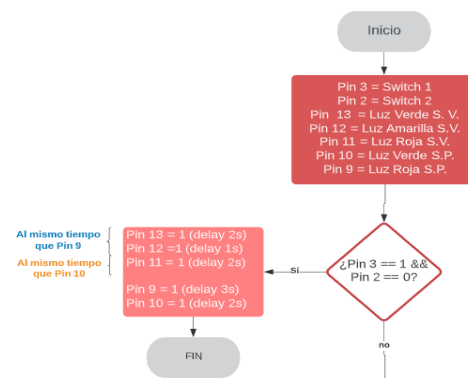 Inicio
Pin 3 = Switch 1
Pin 2 = Switch 2
Pin 13 = Luz Verde S. V.
Pin 12 = Luz Amarilla S.V.
Pin 11 = Luz Roja S.V.
Pin 10 = Luz Verde S.P.
Pin 9 = Luz Roja S.P.
¿Pin 3 == 1 &&
Pin 2 == 0?
Sí
no
Al mismo tiempo
que Pin 9
Al mismo tiempo
que Pin 10
Pin 13 = 1 (delay 2s)
Pin 12 =1 (delay 1s)
Pin 11 = 1 (delay 2s)
Pin 9 = 1 (delay 3s)
Pin 10 = 1 (delay 2s)
FIN